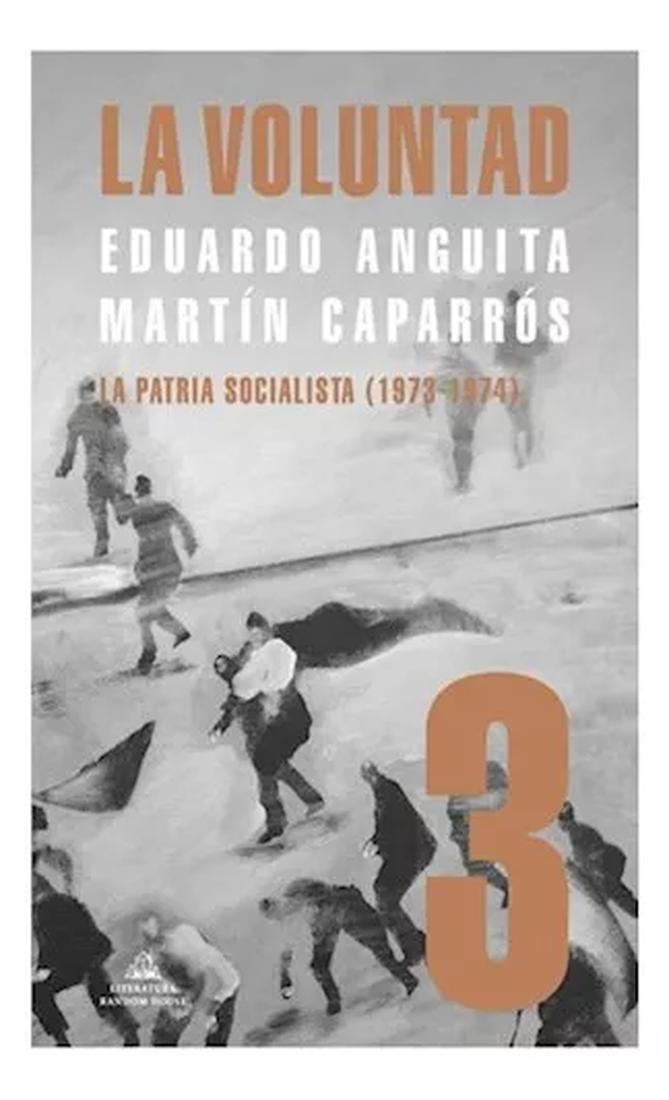 LA VOLUNTAD
EDUARDO ANGUITA
MARTÍN CAPARRÓS
LA PATRIA SOCIALISTA (1973-1974)
3
LITERATURA
RANDOM HOUSE